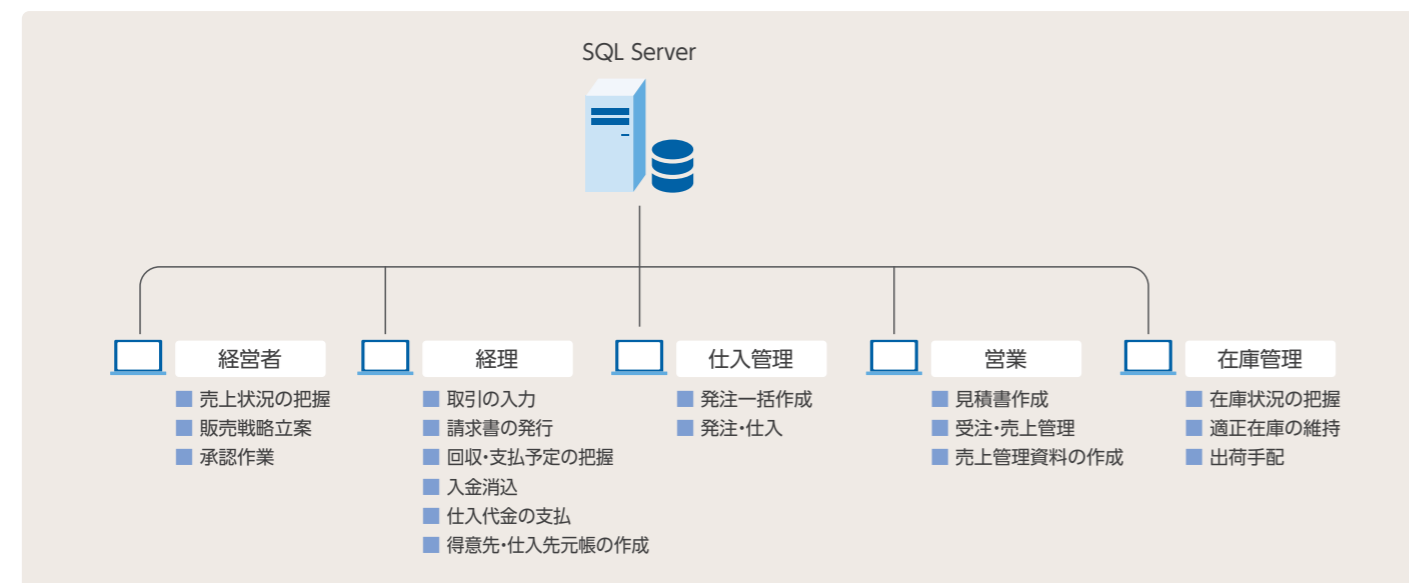 SQL Server
経営者
売上状況の把握
販売戦略立案
承認作業
経理
取引の入力
請求書の発行
回収・支払予定の把握
入金消込
仕入代金の支払
得意先・仕入先元帳の作成
仕入管理
発注一括作成
発注・仕入
営業
見積書作成
受注・売上管理
売上管理資料の作成
在庫管理
在庫状況の把握
適正在庫の維持
出荷手配